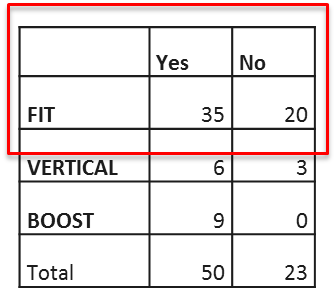 Yes No
FIT 35 20
VERTICAL 6 3
BOOST 9 0
Total 50 23